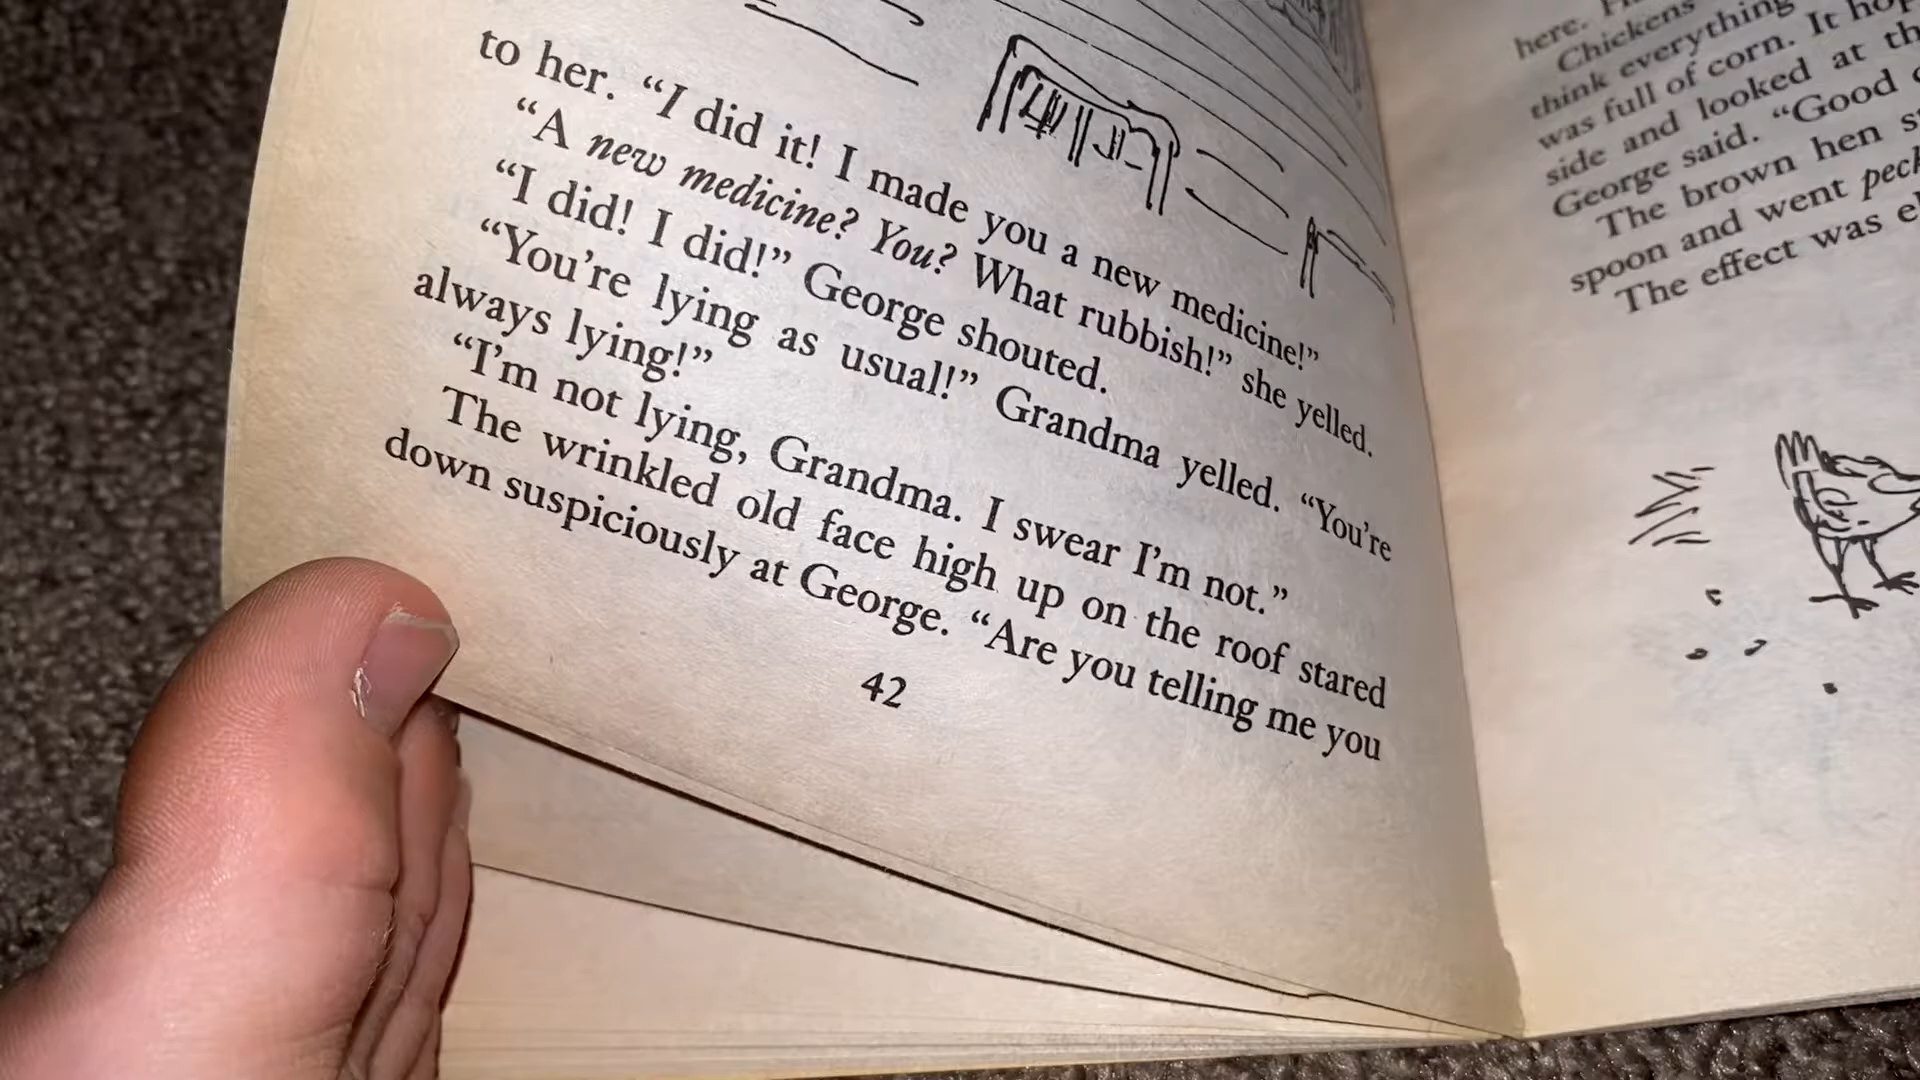 to her. “I did it! I made you a new medicine!”
“A new medicine? You? What rubbish!” she yelled.
“I did! I did!” George shouted.
“You’re lying as usual!” Grandma yelled. “You’re
always lying!”
“I’m not lying, Grandma. I swear I’m not.”
The wrinkled old face high up on the roof stared
down suspiciously at George. “Are you telling me you
42
here.
Chickens
think everything
was full of corn. It
side and looked at
George said. “Good
The brown hen
spoon and went
The effect was